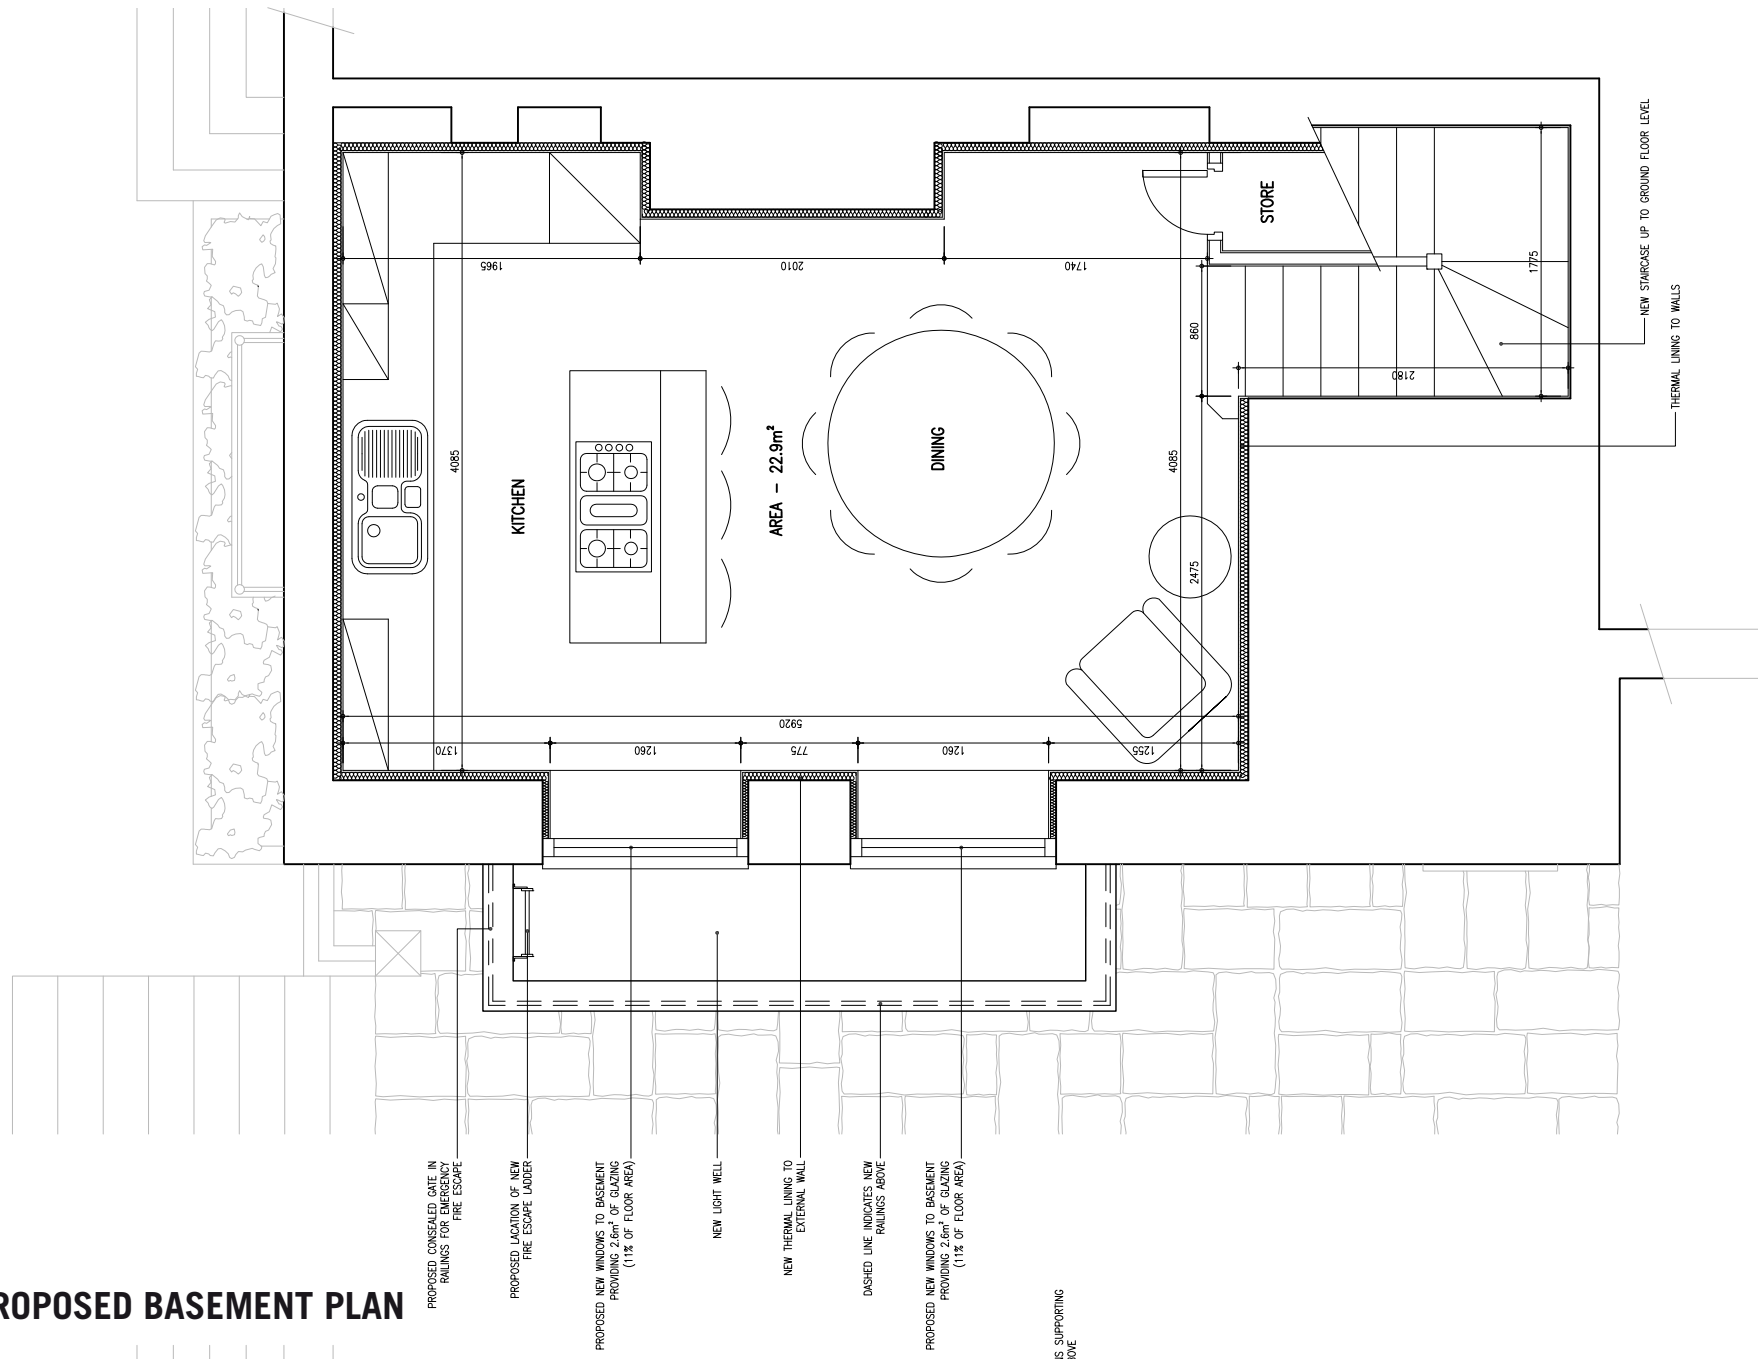 NEW STAIRCASE UP TO GROUND FLOOR LEVEL
THERMAL LINING TO WALLS
STORE
1965
2010
1740
1775
860
2180
4085
KITCHEN
AREA - 22.9m²
DINING
4085
2475
5920
1370
1260
775
1260
1255
PROPOSED CONSEALED GATE IN
RAILINGS FOR EMERGENCY
FIRE ESCAPE
PROPOSED LACATION OF NEW
FIRE ESCAPE LADDER
PROPOSED NEW WINDOWS TO BASEMENT
PROVIDING 2.6m² OF GLAZING
(11% OF FLOOR AREA)
NEW LIGHT WELL
NEW THERMAL LINING TO
EXTERNAL WALL
DASHED LINE INDICATES NEW
RAILINGS ABOVE
PROPOSED NEW WINDOWS TO BASEMENT
PROVIDING 2.6m² OF GLAZING
(11% OF FLOOR AREA)
ROPOSED BASEMENT PLAN
NS SUPPORTING
OVE